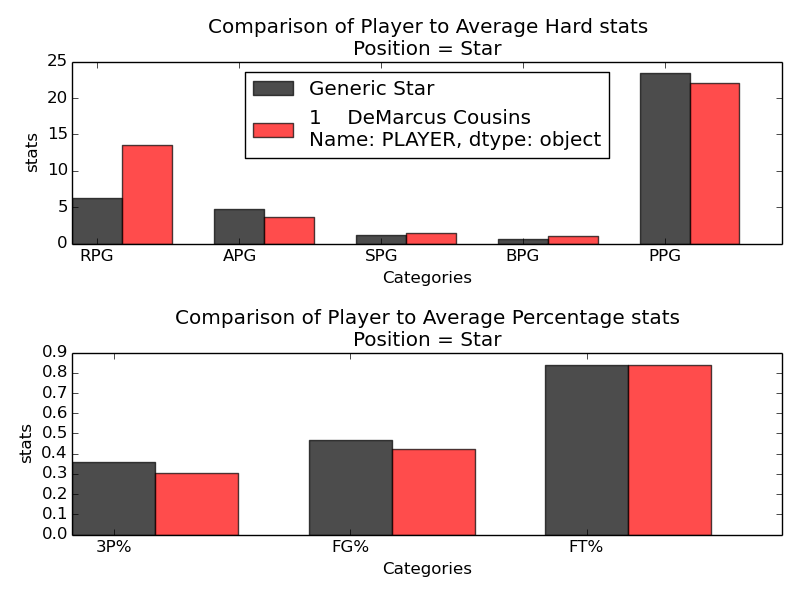 Comparison of Player to Average Hard stats
Position = Star
25
20
15
10
5
0
stats
Generic Star
1    DeMarcus Cousins
Name: PLAYER, dtype: object
RPG APG SPG BPG PPG
Categories
Comparison of Player to Average Percentage stats
Position = Star
0.9
0.8
0.7
0.6
0.5
0.4
0.3
0.2
0.1
0.0
stats
3P% FG% FT%
Categories